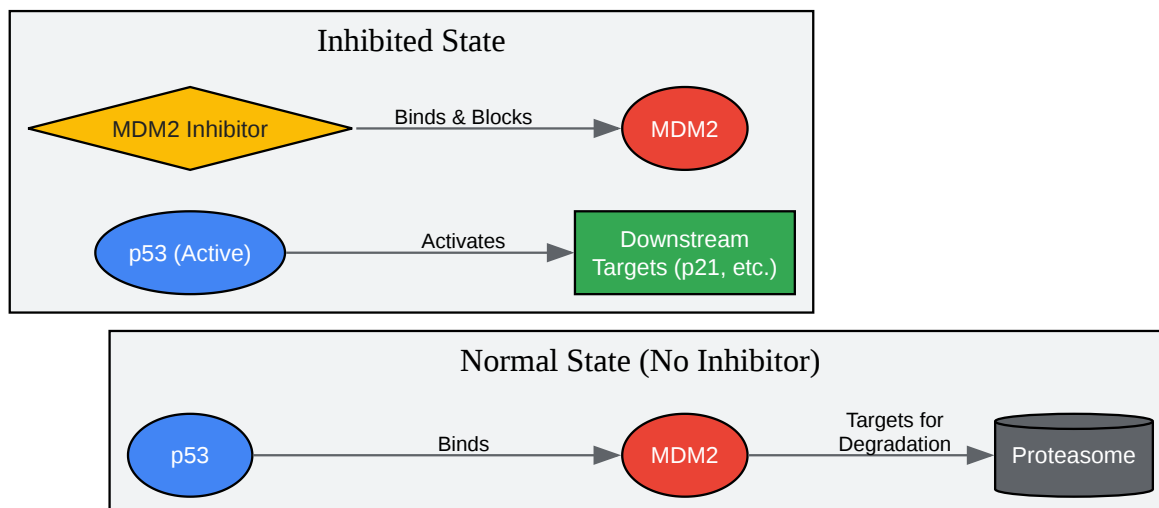 Inhibited State
MDM2 Inhibitor
Binds & Blocks
MDM2
p53 (Active)
Activates
Downstream
Targets (p21, etc.)
Normal State (No Inhibitor)
p53
Binds
MDM2
Targets for
Degradation
Proteasome